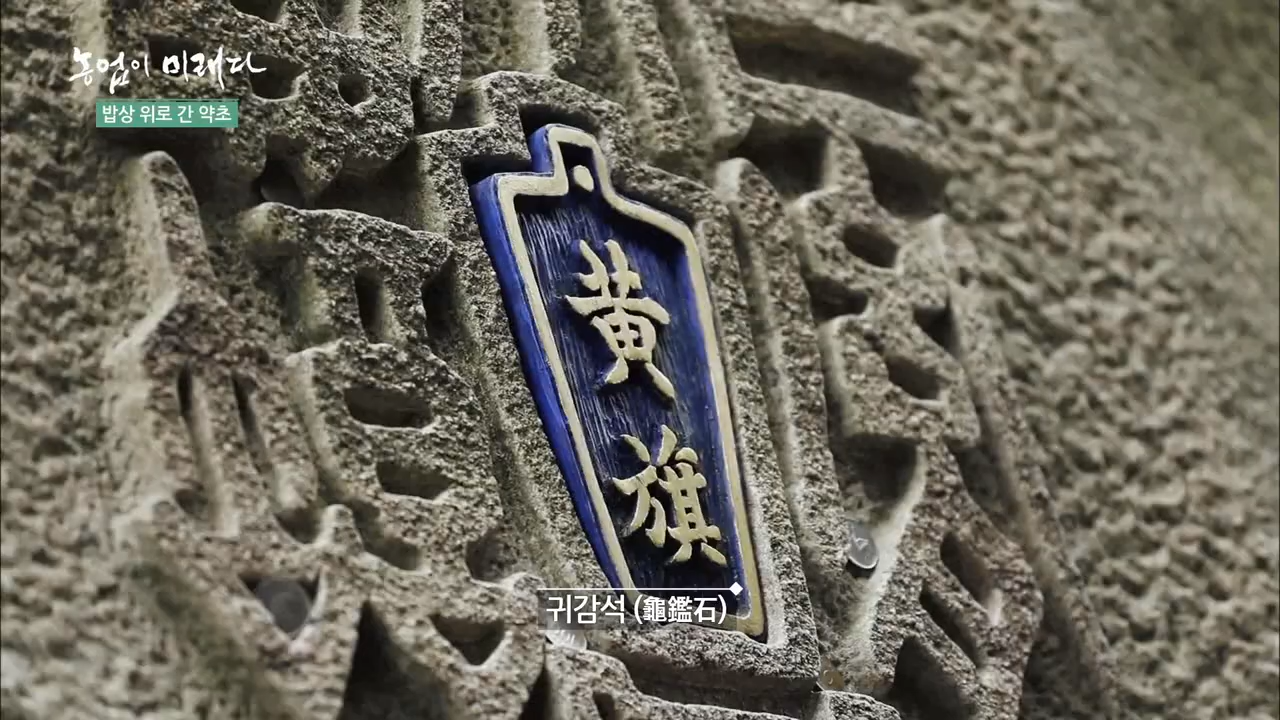 농업이 미래다
밥상 위로 간 약초
黃
旗
귀감석 (龜鑑石)